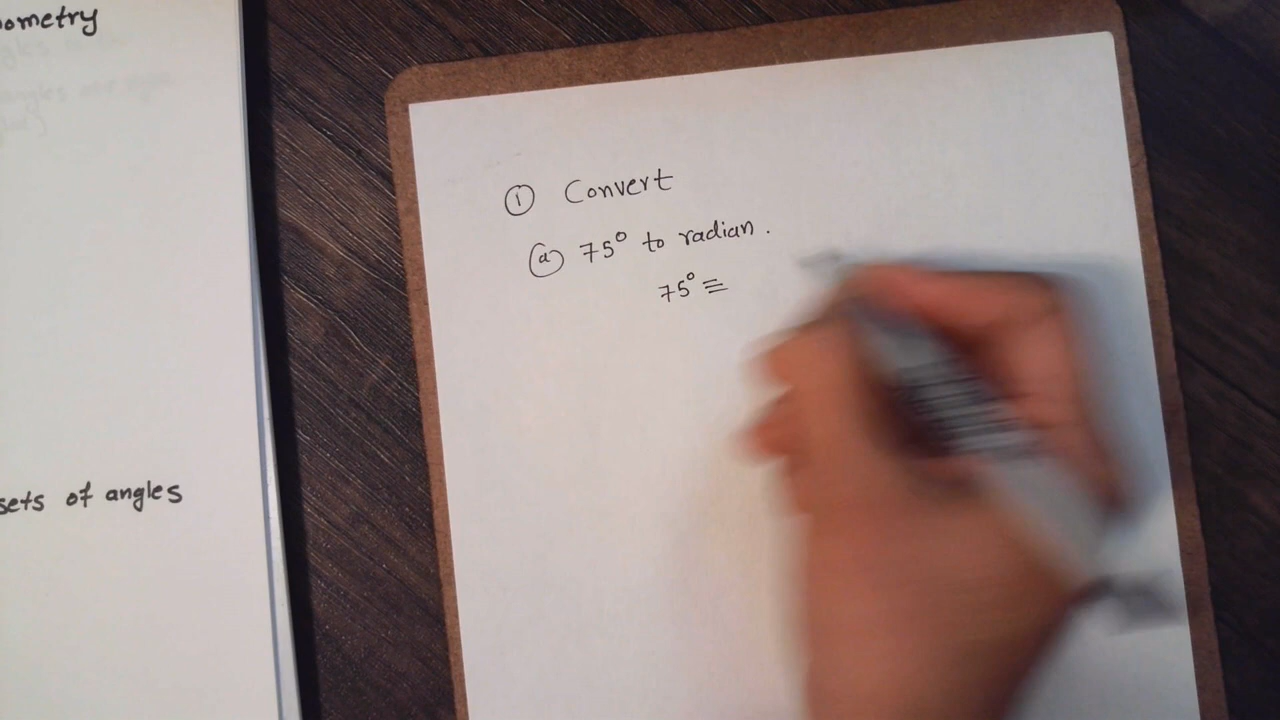 ometry
sets of angles
① Convert
ⓐ 75° to radian.
75° ≡